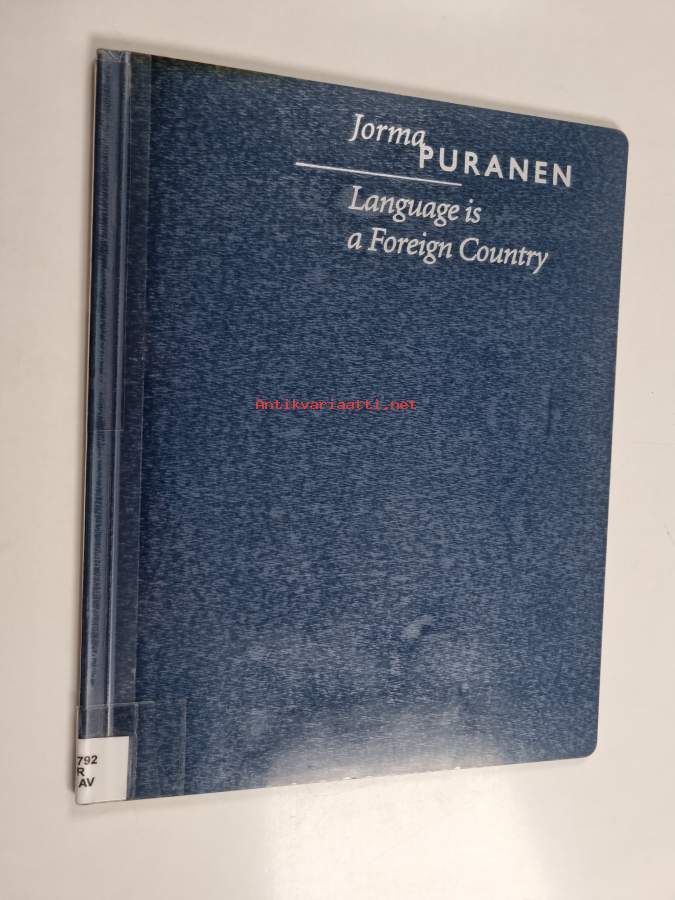 Jorma
PURANEN
Language is
a Foreign Country
Antikvariaatti.net
792
R
AV